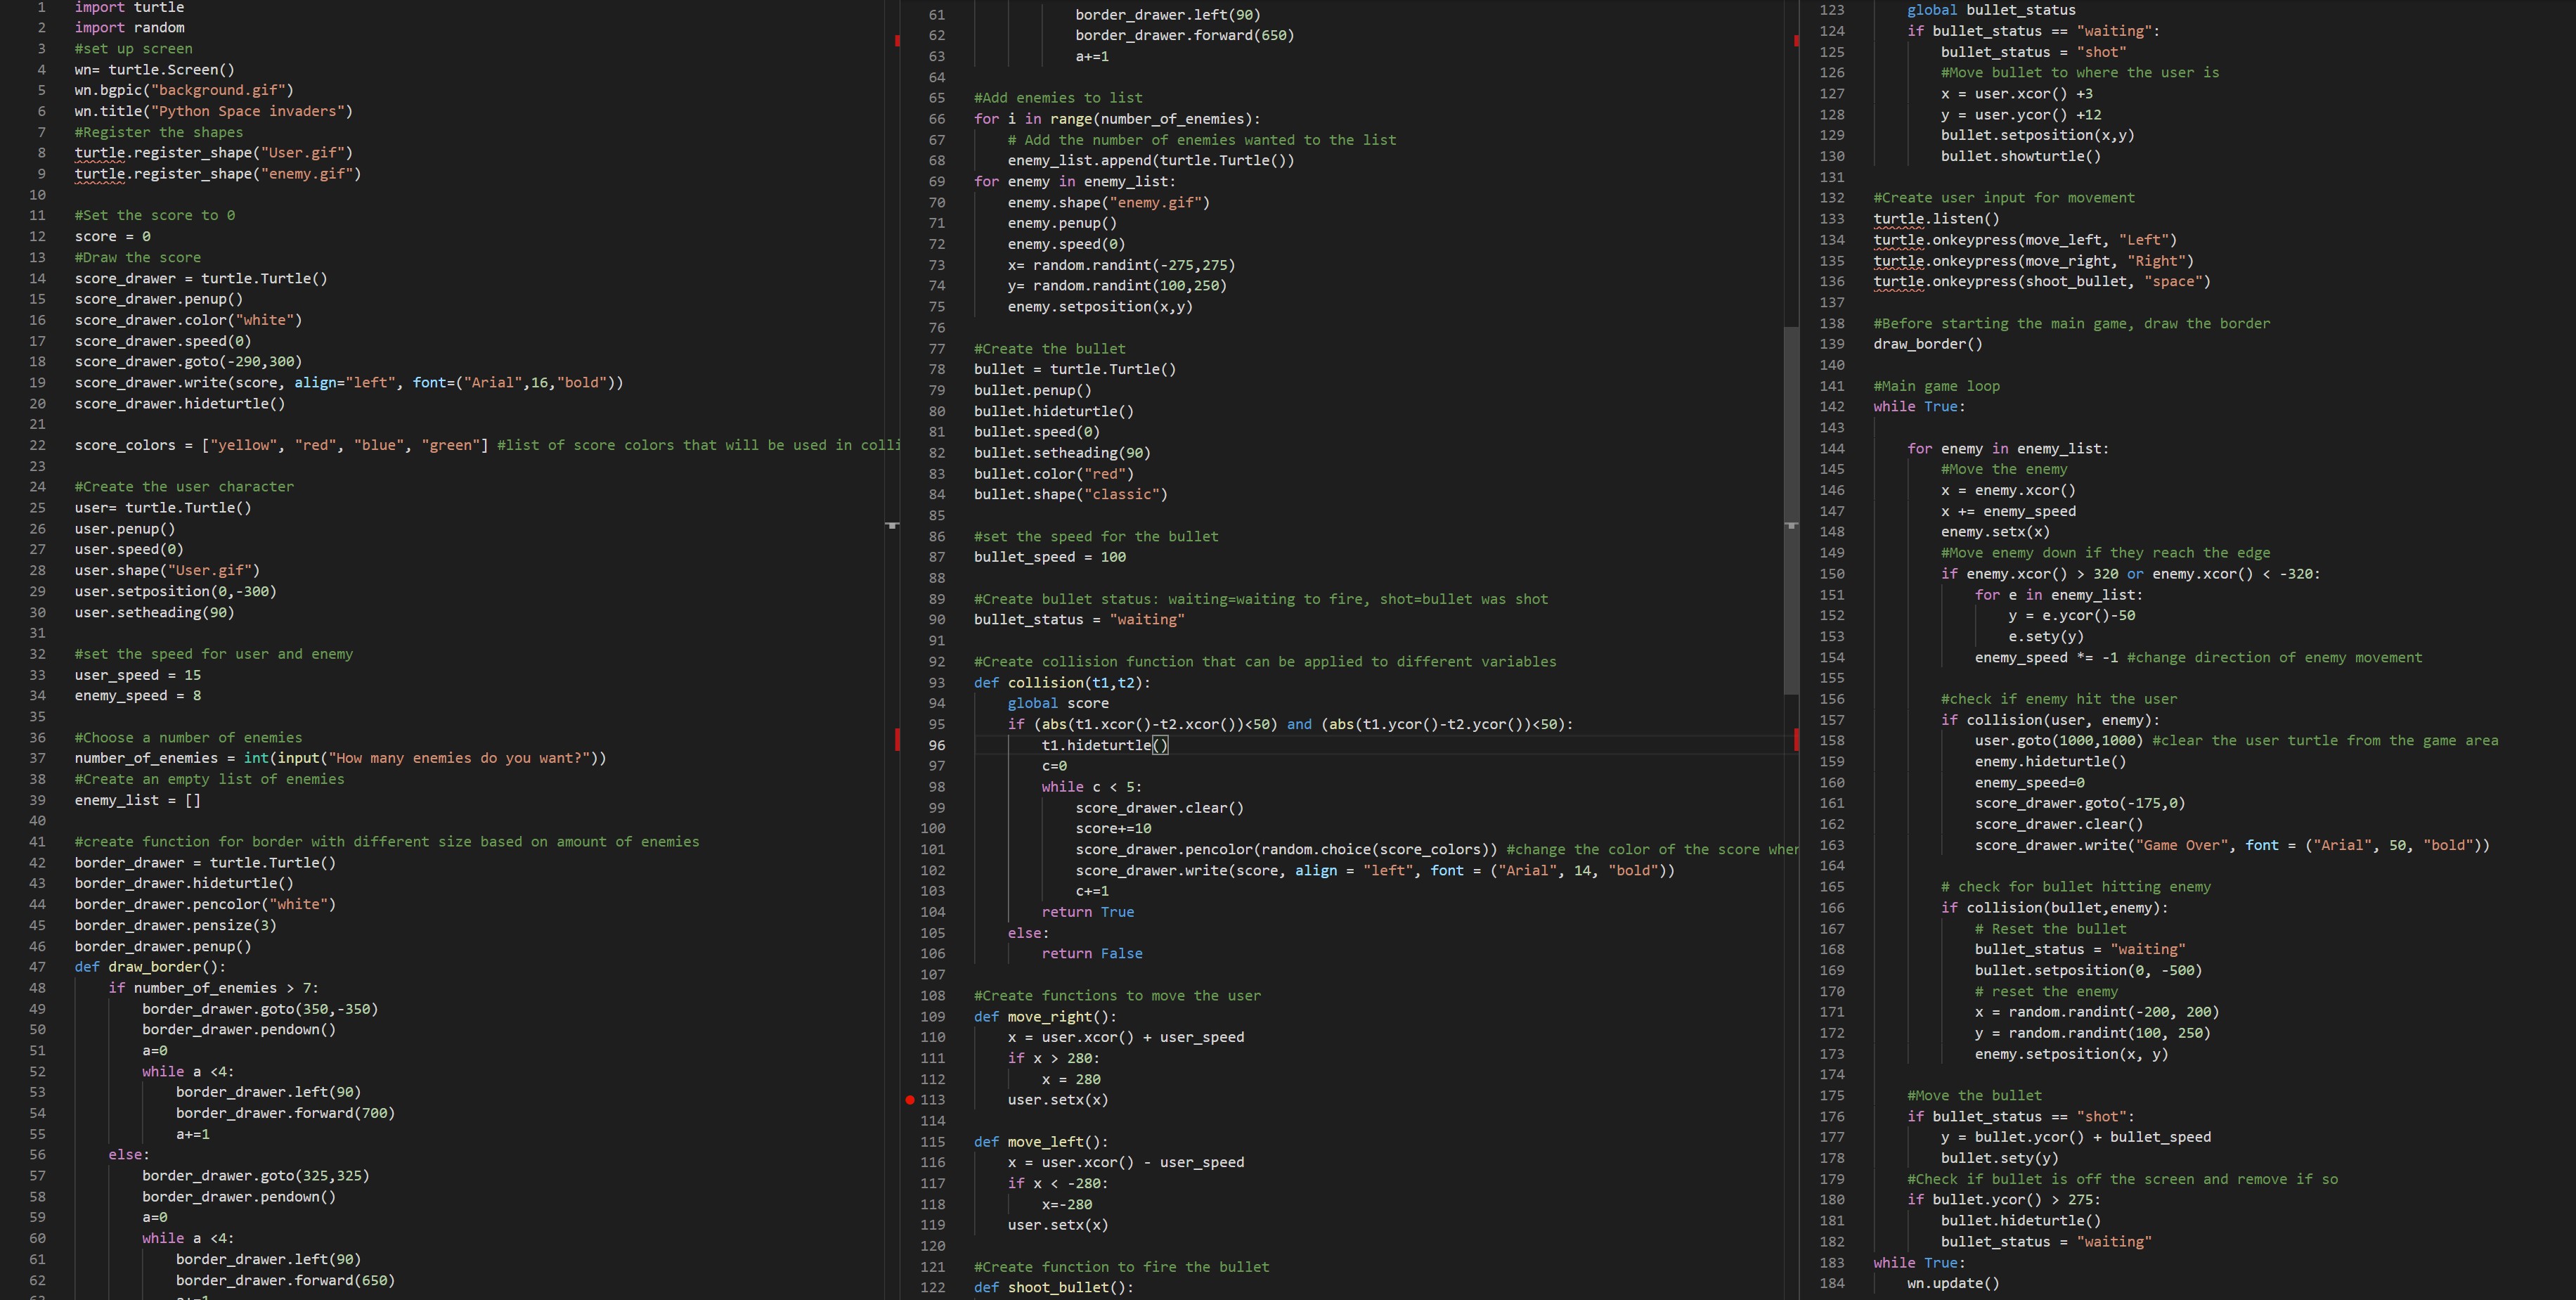 1 import turtle
2 import random
3 #set up screen
4 wn= turtle.Screen()
5 wn.bgpic("background.gif")
6 wn.title("Python Space invaders")
7 #Register the shapes
8 turtle.register_shape("User.gif")
9 turtle.register_shape("enemy.gif")
10
11 #Set the score to 0
12 score = 0
13 #Draw the score
14 score_drawer = turtle.Turtle()
15 score_drawer.penup()
16 score_drawer.color("white")
17 score_drawer.speed(0)
18 score_drawer.goto(-290,300)
19 score_drawer.write(score, align="left", font=("Arial",16,"bold"))
20 score_drawer.hideturtle()
21
22 score_colors = ["yellow", "red", "blue", "green"] #list of score colors that will be used in colli
23
24 #Create the user character
25 user= turtle.Turtle()
26 user.penup()
27 user.speed(0)
28 user.shape("User.gif")
29 user.setposition(0,-300)
30 user.setheading(90)
31
32 #set the speed for user and enemy
33 user_speed = 15
34 enemy_speed = 8
35
36 #Choose a number of enemies
37 number_of_enemies = int(input("How many enemies do you want?"))
38 #Create an empty list of enemies
39 enemy_list = []
40
41 #create function for border with different size based on amount of enemies
42 border_drawer = turtle.Turtle()
43 border_drawer.hideturtle()
44 border_drawer.pencolor("white")
45 border_drawer.pensize(3)
46 border_drawer.penup()
47 def draw_border():
48     if number_of_enemies > 7:
49         border_drawer.goto(350,-350)
50         border_drawer.pendown()
51         a=0
52         while a <4:
53             border_drawer.left(90)
54             border_drawer.forward(700)
55             a+=1
56     else:
57         border_drawer.goto(325,325)
58         border_drawer.pendown()
59         a=0
60         while a <4:
61             border_drawer.left(90)
62             border_drawer.forward(650)
61             border_drawer.left(90)
62             border_drawer.forward(650)
63             a+=1
64
65 #Add enemies to list
66 for i in range(number_of_enemies):
67     # Add the number of enemies wanted to the list
68     enemy_list.append(turtle.Turtle())
69 for enemy in enemy_list:
70     enemy.shape("enemy.gif")
71     enemy.penup()
72     enemy.speed(0)
73     x= random.randint(-275,275)
74     y= random.randint(100,250)
75     enemy.setposition(x,y)
76
77 #Create the bullet
78 bullet = turtle.Turtle()
79 bullet.penup()
80 bullet.hideturtle()
81 bullet.speed(0)
82 bullet.setheading(90)
83 bullet.color("red")
84 bullet.shape("classic")
85
86 #set the speed for the bullet
87 bullet_speed = 100
88
89 #Create bullet status: waiting=waiting to fire, shot=bullet was shot
90 bullet_status = "waiting"
91
92 #Create collision function that can be applied to different variables
93 def collision(t1,t2):
94     global score
95     if (abs(t1.xcor()-t2.xcor())<50) and (abs(t1.ycor()-t2.ycor())<50):
96         t1.hideturtle()
97         c=0
98         while c < 5:
99             score_drawer.clear()
100             score+=10
101             score_drawer.pencolor(random.choice(score_colors)) #change the color of the score wher
102             score_drawer.write(score, align = "left", font = ("Arial", 14, "bold"))
103             c+=1
104         return True
105     else:
106         return False
107
108 #Create functions to move the user
109 def move_right():
110     x = user.xcor() + user_speed
111     if x > 280:
112         x = 280
113     user.setx(x)
114
115 def move_left():
116     x = user.xcor() - user_speed
117     if x < -280:
118         x=-280
119     user.setx(x)
120
121 #Create function to fire the bullet
122 def shoot_bullet():
123     global bullet_status
124     if bullet_status == "waiting":
125         bullet_status = "shot"
126         #Move bullet to where the user is
127         x = user.xcor() +3
128         y = user.ycor() +12
129         bullet.setposition(x,y)
130         bullet.showturtle()
131
132 #Create user input for movement
133 turtle.listen()
134 turtle.onkeypress(move_left, "Left")
135 turtle.onkeypress(move_right, "Right")
136 turtle.onkeypress(shoot_bullet, "space")
137
138 #Before starting the main game, draw the border
139 draw_border()
140
141 #Main game loop
142 while True:
143
144     for enemy in enemy_list:
145         #Move the enemy
146         x = enemy.xcor()
147         x += enemy_speed
148         enemy.setx(x)
149         #Move enemy down if they reach the edge
150         if enemy.xcor() > 320 or enemy.xcor() < -320:
151             for e in enemy_list:
152                 y = e.ycor()-50
153                 e.sety(y)
154             enemy_speed *= -1 #change direction of enemy movement
155
156         #check if enemy hit the user
157         if collision(user, enemy):
158             user.goto(1000,1000) #clear the user turtle from the game area
159             enemy.hideturtle()
160             enemy_speed=0
161             score_drawer.goto(-175,0)
162             score_drawer.clear()
163             score_drawer.write("Game Over", font = ("Arial", 50, "bold"))
164
165         # check for bullet hitting enemy
166         if collision(bullet,enemy):
167             # Reset the bullet
168             bullet_status = "waiting"
169             bullet.setposition(0, -500)
170             # reset the enemy
171             x = random.randint(-200, 200)
172             y = random.randint(100, 250)
173             enemy.setposition(x, y)
174
175     #Move the bullet
176     if bullet_status == "shot":
177         y = bullet.ycor() + bullet_speed
178         bullet.sety(y)
179     #Check if bullet is off the screen and remove if so
180     if bullet.ycor() > 275:
181         bullet.hideturtle()
182         bullet_status = "waiting"
183 while True:
184     wn.update()